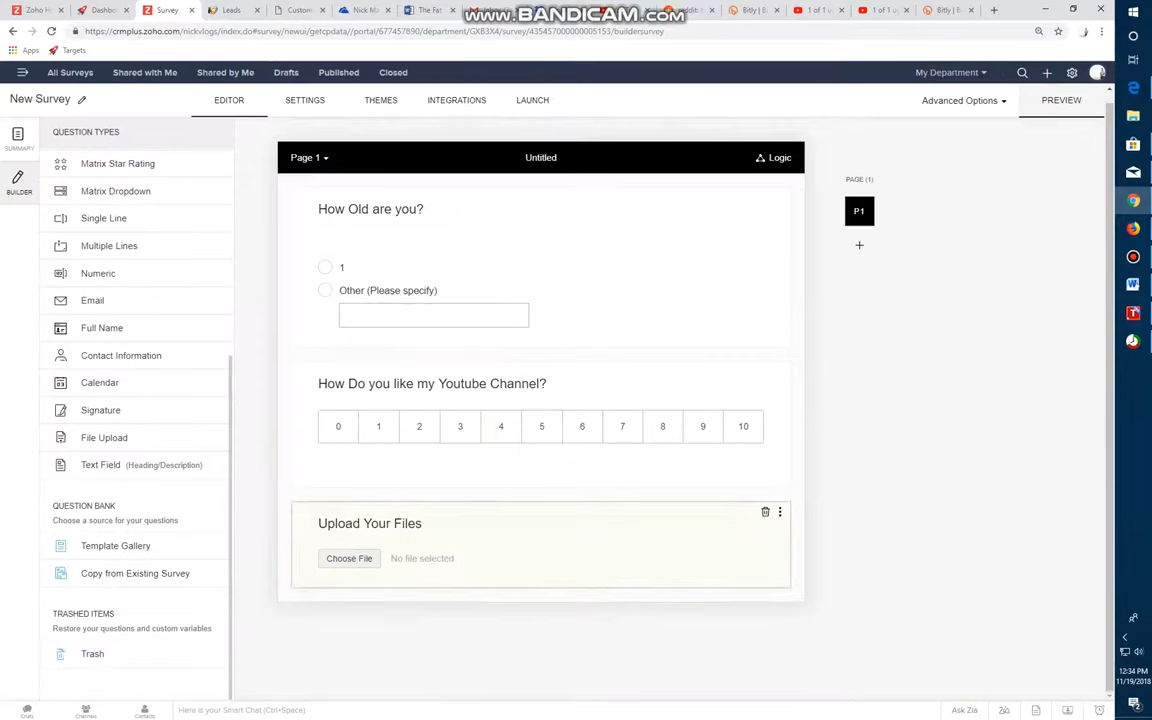 Zoho H
Dashbo
Survey
Leads
Custom
Nick M
The Fat
www.BANDICAM.com
Bitly |
1 of 1 u
1 of 1 u
Bitly |
https://crmplus.zoho.com/nickvlogs/index.do#survey/newui/getcpdata//portal/677457890/department/GXB3X4/survey/435457000000005153/buildersurvey
Apps
Targets
All Surveys
Shared with Me
Shared by Me
Drafts
Published
Closed
My Department
New Survey
EDITOR
SETTINGS
THEMES
INTEGRATIONS
LAUNCH
Advanced Options
PREVIEW
SUMMARY
BUILDER
QUESTION TYPES
Matrix Star Rating
Matrix Dropdown
Single Line
Multiple Lines
Numeric
Email
Full Name
Contact Information
Calendar
Signature
File Upload
Text Field (Heading/Description)
QUESTION BANK
Choose a source for your questions
Template Gallery
Copy from Existing Survey
TRASHED ITEMS
Restore your questions and custom variables
Trash
Page 1
Untitled
Logic
How Old are you?
1
Other (Please specify)
How Do you like my Youtube Channel?
0 1 2 3 4 5 6 7 8 9 10
Upload Your Files
Choose File
No file selected
PAGE (1)
P1
+
Chats
Channels
Contacts
Here is your Smart Chat (Ctrl+Space)
Ask Zia
12:34 PM
11/19/2018